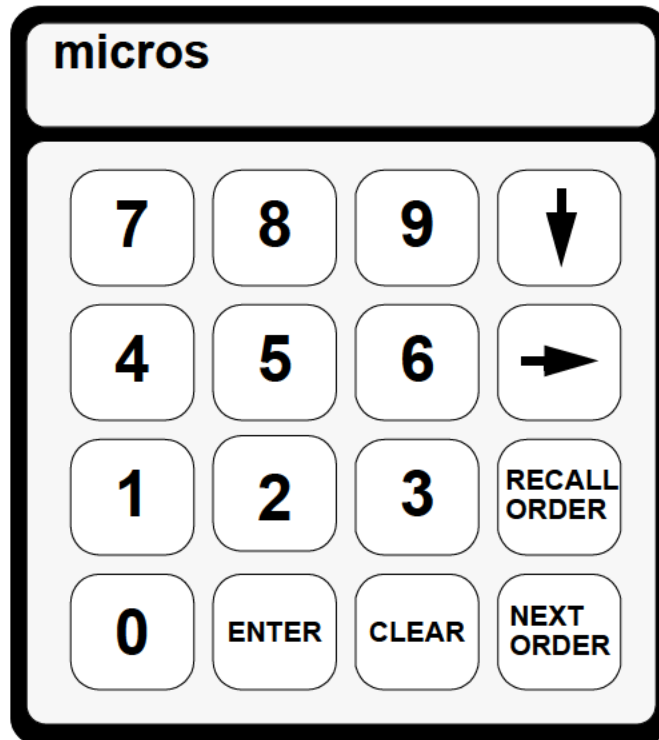 micros
7 8 9
4 5 6
1 2 3 RECALL
ORDER
0 ENTER CLEAR NEXT
ORDER